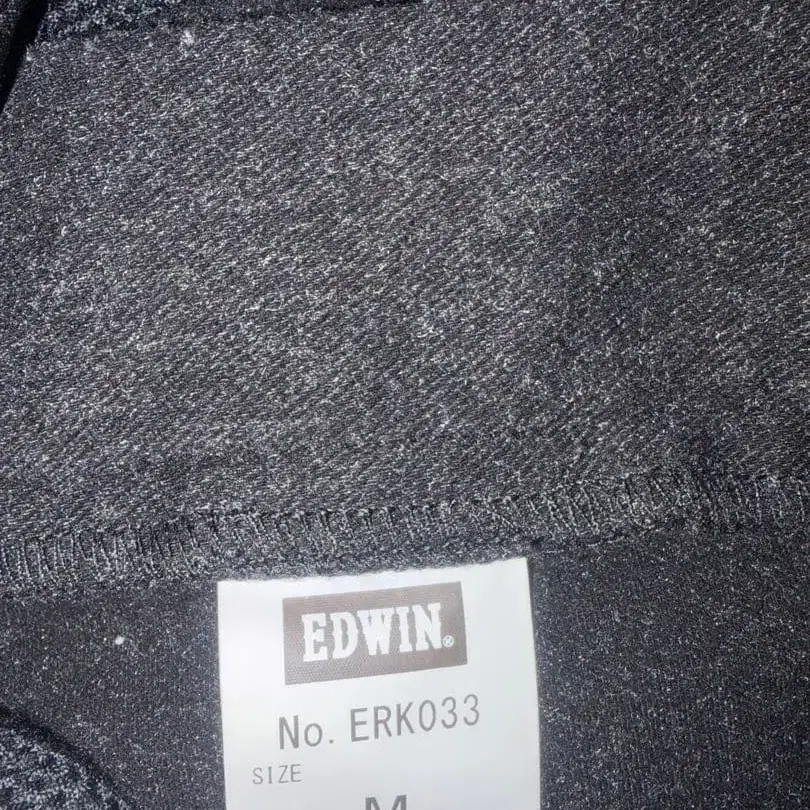 EDWIN®
No. ERK033
SIZE
M